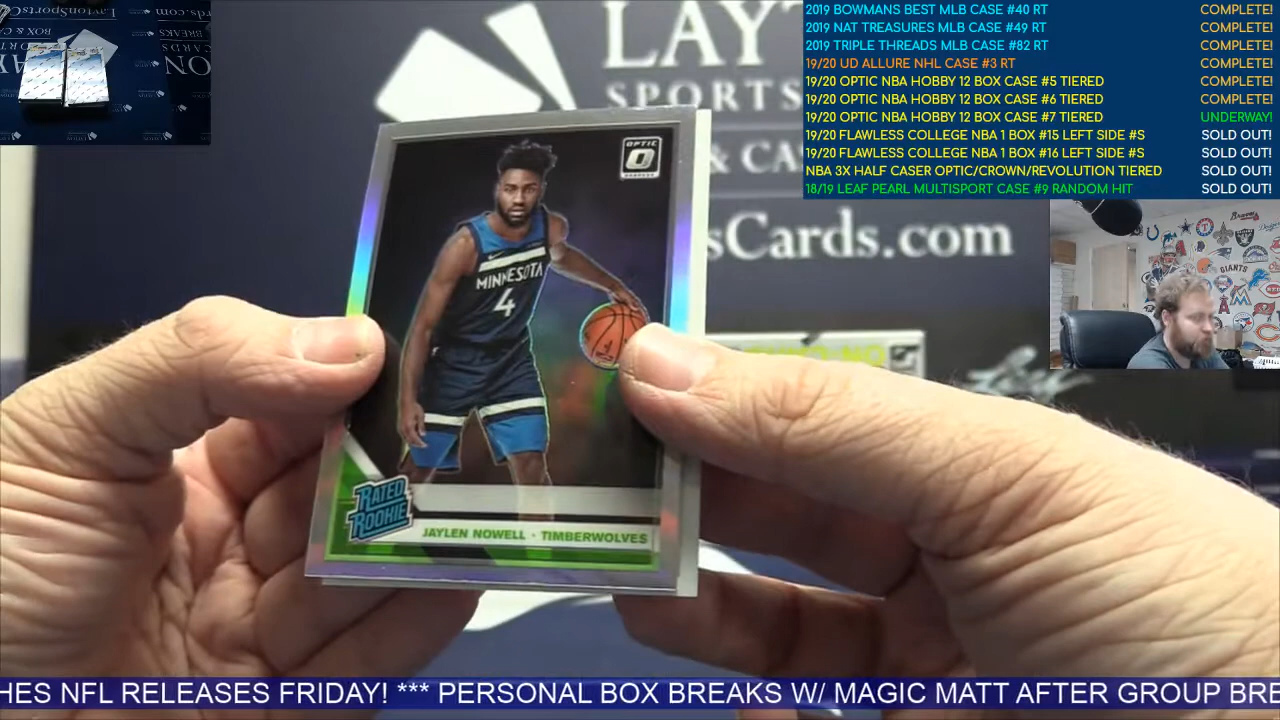 2019 BOWMANS BEST MLB CASE #40 RT COMPLETE!
2019 NAT TREASURES MLB CASE #49 RT COMPLETE!
2019 TRIPLE THREADS MLB CASE #82 RT COMPLETE!
19/20 UD ALLURE NHL CASE #3 RT COMPLETE!
19/20 OPTIC NBA HOBBY 12 BOX CASE #5 TIERED COMPLETE!
19/20 OPTIC NBA HOBBY 12 BOX CASE #6 TIERED COMPLETE!
19/20 OPTIC NBA HOBBY 12 BOX CASE #7 TIERED UNDERWAY!
19/20 FLAWLESS COLLEGE NBA 1 BOX #15 LEFT SIDE #S SOLD OUT!
19/20 FLAWLESS COLLEGE NBA 1 BOX #16 LEFT SIDE #S SOLD OUT!
NBA 3X HALF CASER OPTIC/CROWN/REVOLUTION TIERED SOLD OUT!
18/19 LEAF PEARL MULTISPORT CASE #9 RANDOM HIT SOLD OUT!
LAY
SPORTS
& CA
sCards.com
OPTIC
MINNESOTA
4
RATED
ROOKIE
JAYLEN NOWELL · TIMBERWOLVES
GIANTS
Braves
HES NFL RELEASES FRIDAY! *** PERSONAL BOX BREAKS W/ MAGIC MATT AFTER GROUP BRE